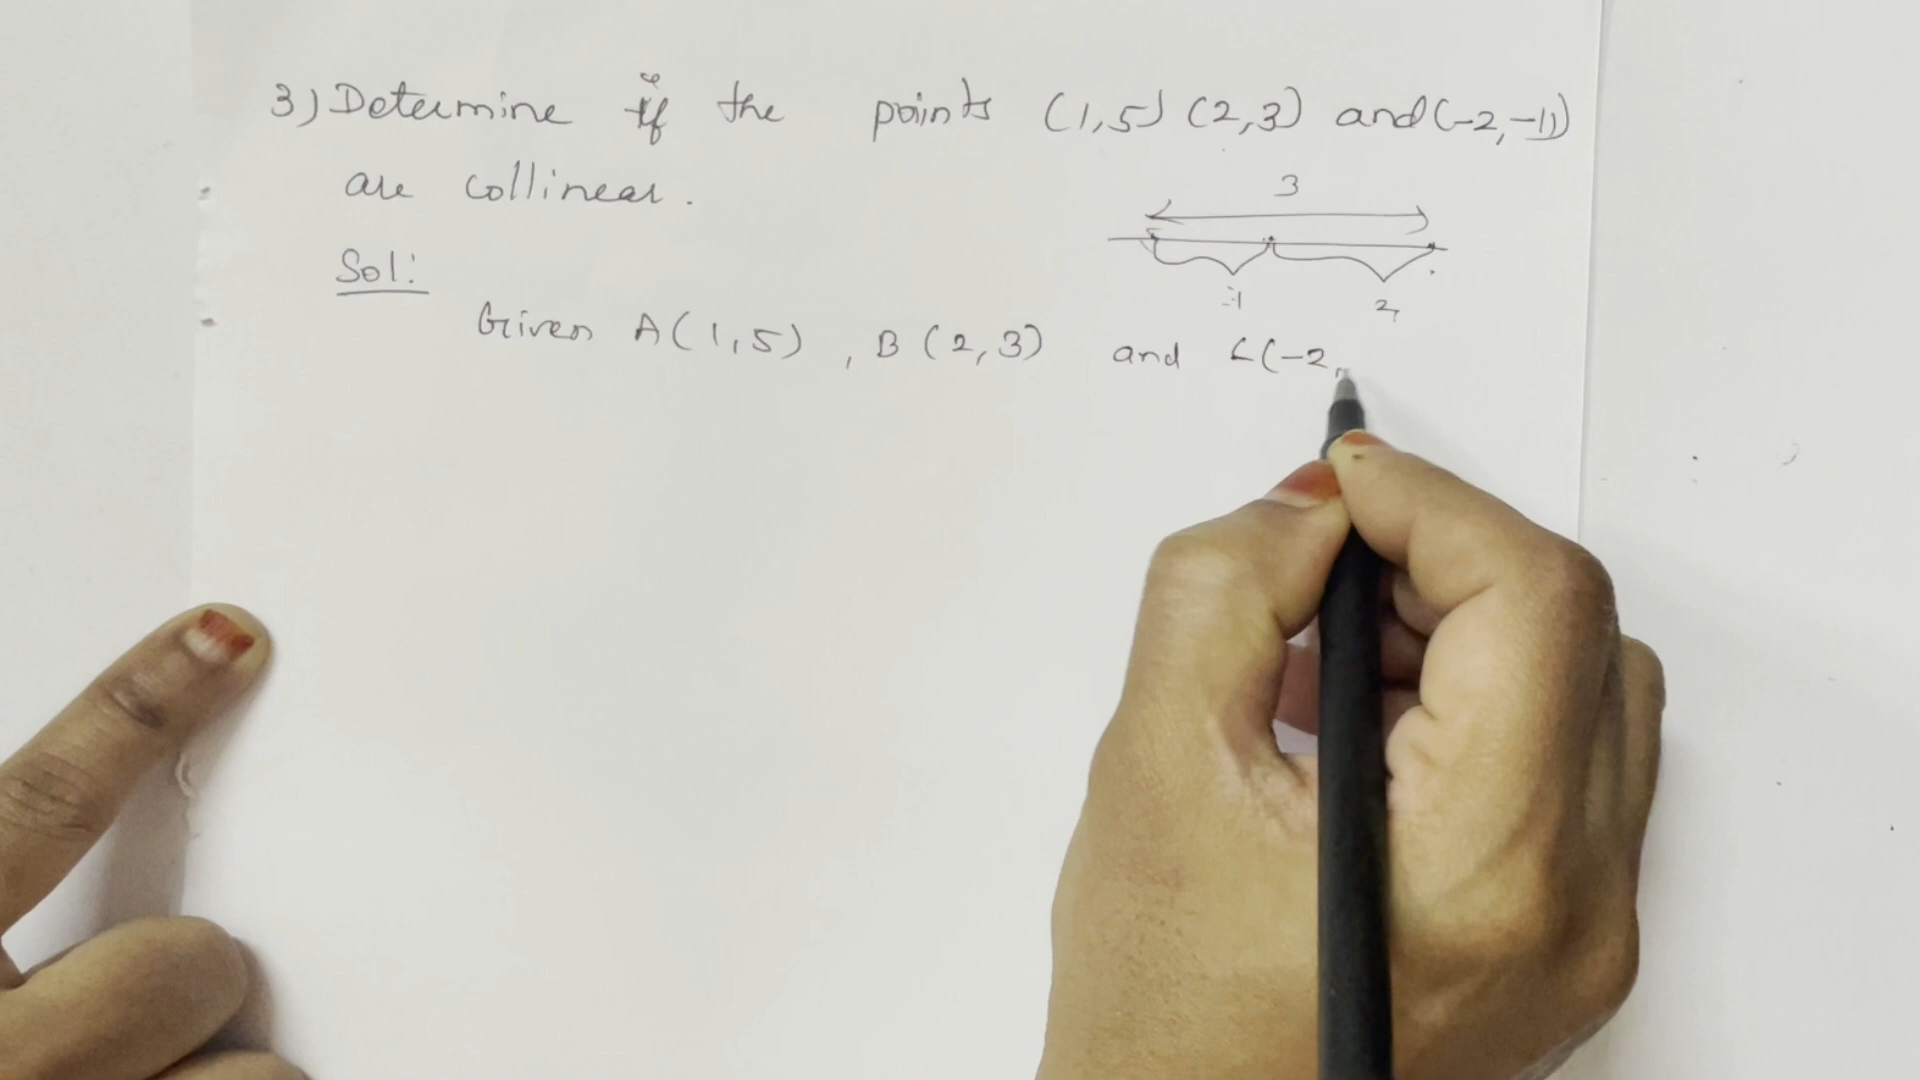 3) Determine if the points (1,5) (2,3) and (-2,-11)
are collinear.
3
Sol:
1 2
Given A(1,5), B(2,3) and C(-2,